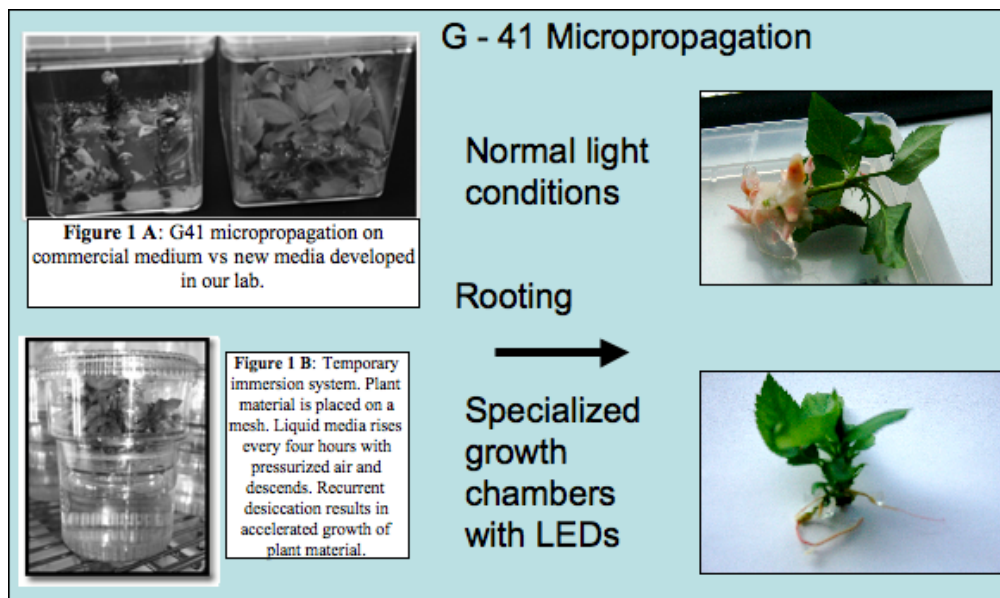 G - 41 Micropropagation
Figure 1 A: G41 micropropagation on
commercial medium vs new media developed
in our lab.
Normal light
conditions
Rooting
Figure 1 B: Temporary
immersion system. Plant
material is placed on a
mesh. Liquid media rises
every four hours with
pressurized air and
descends. Recurrent
desiccation results in
accelerated growth of
plant material.
Specialized
growth
chambers
with LEDs